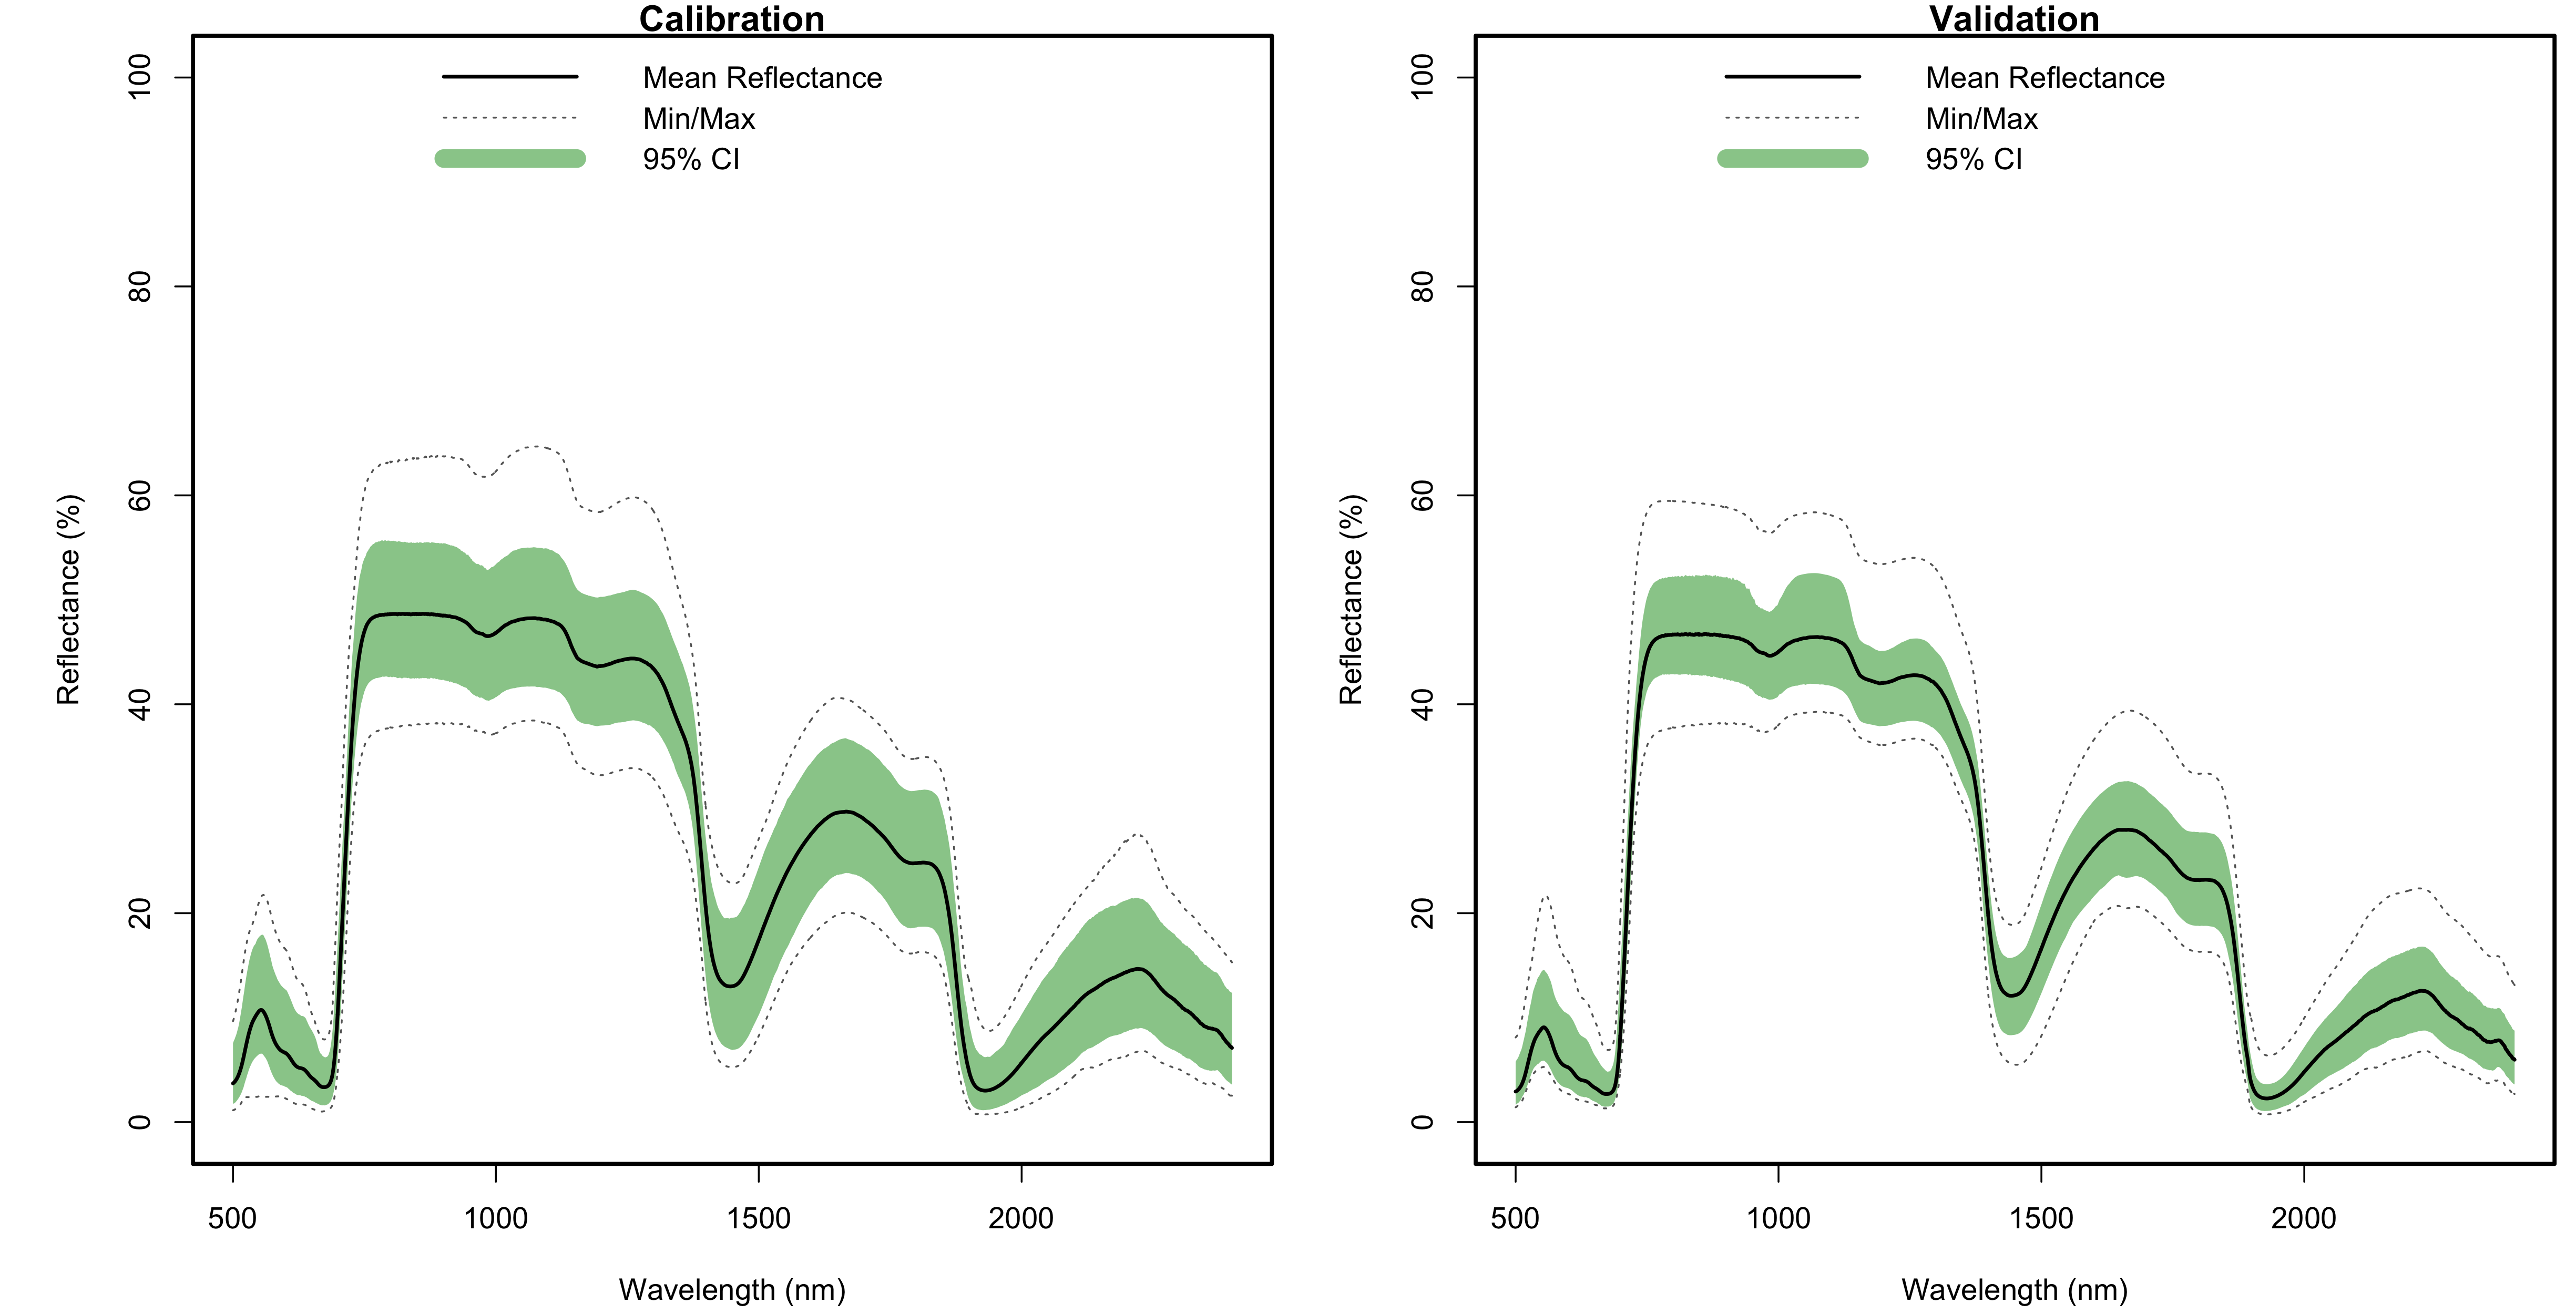 Calibration
Mean Reflectance
Min/Max
95% CI
Reflectance (%)
100
80
60
40
20
0
500 1000 1500 2000
Wavelength (nm)
Validation
Mean Reflectance
Min/Max
95% CI
Reflectance (%)
100
80
60
40
20
0
500 1000 1500 2000
Wavelength (nm)